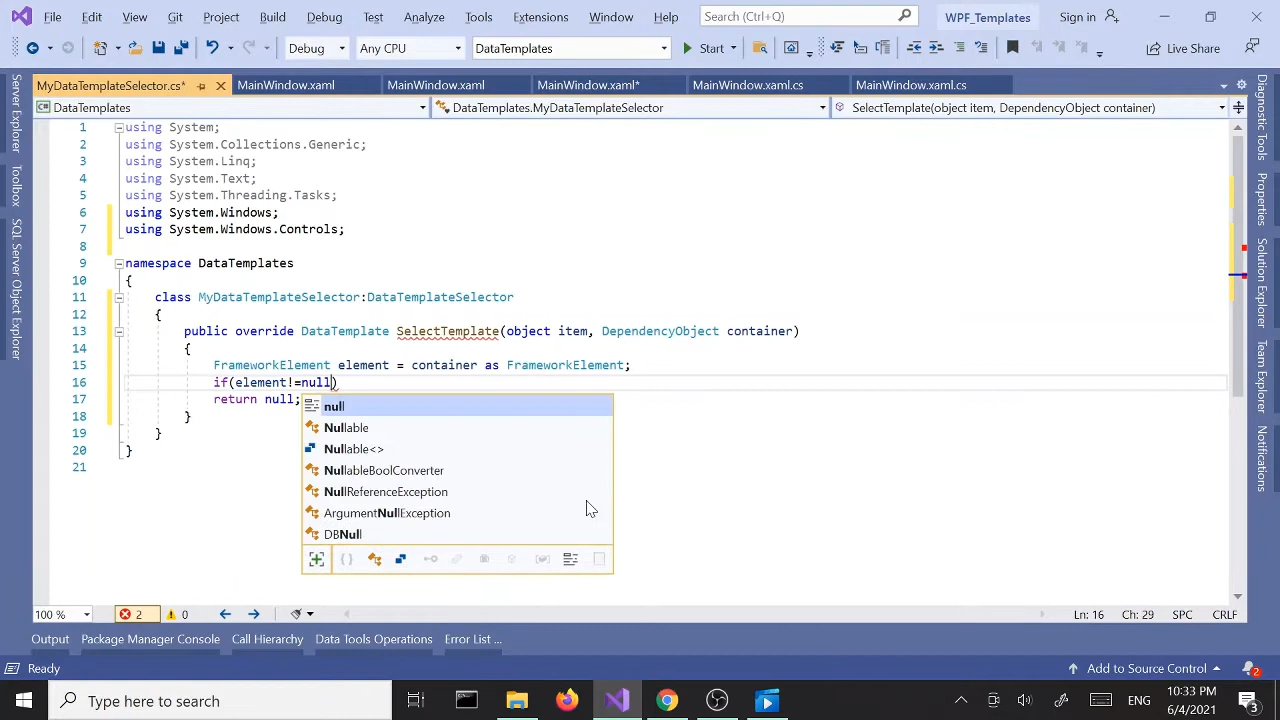 File Edit View Git Project Build Debug Test Analyze Tools Extensions Window Help Search (Ctrl+Q) WPF_Templates Sign in
Debug Any CPU DataTemplates Start Live Share
MyDataTemplateSelector.cs* MainWindow.xaml MainWindow.xaml MainWindow.xaml* MainWindow.xaml.cs MainWindow.xaml.cs
DataTemplates DataTemplates.MyDataTemplateSelector SelectTemplate(object item, DependencyObject container)
Server Explorer
Toolbox
SQL Server Object Explorer
1 using System;
2 using System.Collections.Generic;
3 using System.Linq;
4 using System.Text;
5 using System.Threading.Tasks;
6 using System.Windows;
7 using System.Windows.Controls;
8
9 namespace DataTemplates
10 {
11 class MyDataTemplateSelector:DataTemplateSelector
12 {
13 public override DataTemplate SelectTemplate(object item, DependencyObject container)
14 {
15 FrameworkElement element = container as FrameworkElement;
16 if(element!=null)
17 return null;
18 }
19 }
20 }
21
null
Nullable
Nullable<>
NullableBoolConverter
NullReferenceException
ArgumentNullException
DBNull
Diagnostic Tools
Properties
Solution Explorer
Team Explorer
Notifications
100 % 2 0 Ln: 16 Ch: 29 SPC CRLF
Output Package Manager Console Call Hierarchy Data Tools Operations Error List ...
Ready Add to Source Control 2
Type here to search ENG 10:33 PM
6/4/2021 3